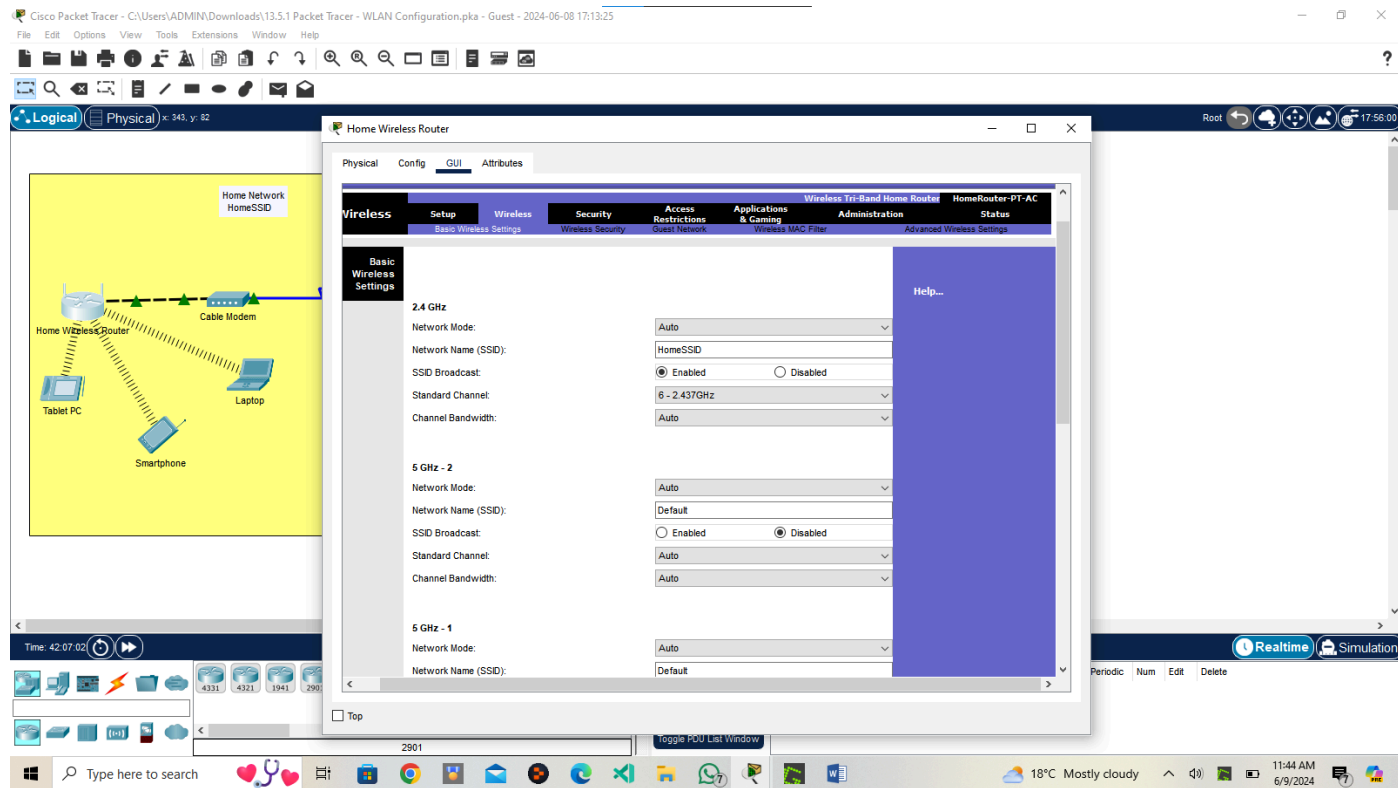 Cisco Packet Tracer - C:\Users\ADMIN\Downloads\13.5.1 Packet Tracer - WLAN Configuration.pka - Guest - 2024-06-08 17:13:25
File Edit Options View Tools Extensions Window Help
?
Logical Physical x: 343, y: 82
Root 17:56:00
Home Network
HomeSSID
Home Wireless Router
Cable Modem
Tablet PC
Laptop
Smartphone
Home Wireless Router
Physical Config GUI Attributes
Wireless Tri-Band Home Router HomeRouter-PT-AC
Wireless Setup Wireless Security Access Restrictions Applications & Gaming Administration Status
Basic Wireless Settings Wireless Security Guest Network Wireless MAC Filter Advanced Wireless Settings
Basic
Wireless
Settings
Help...
2.4 GHz
Network Mode: Auto
Network Name (SSID): HomeSSID
SSID Broadcast: Enabled Disabled
Standard Channel: 6 - 2.437GHz
Channel Bandwidth: Auto
5 GHz - 2
Network Mode: Auto
Network Name (SSID): Default
SSID Broadcast: Enabled Disabled
Standard Channel: Auto
Channel Bandwidth: Auto
5 GHz - 1
Network Mode: Auto
Network Name (SSID): Default
Top
Time: 42:07:02
Realtime Simulation
4331 4321 1941 2901
Periodic Num Edit Delete
2901
Toggle PDU List Window
Type here to search
7
18°C Mostly cloudy
11:44 AM
6/9/2024
7
PRE